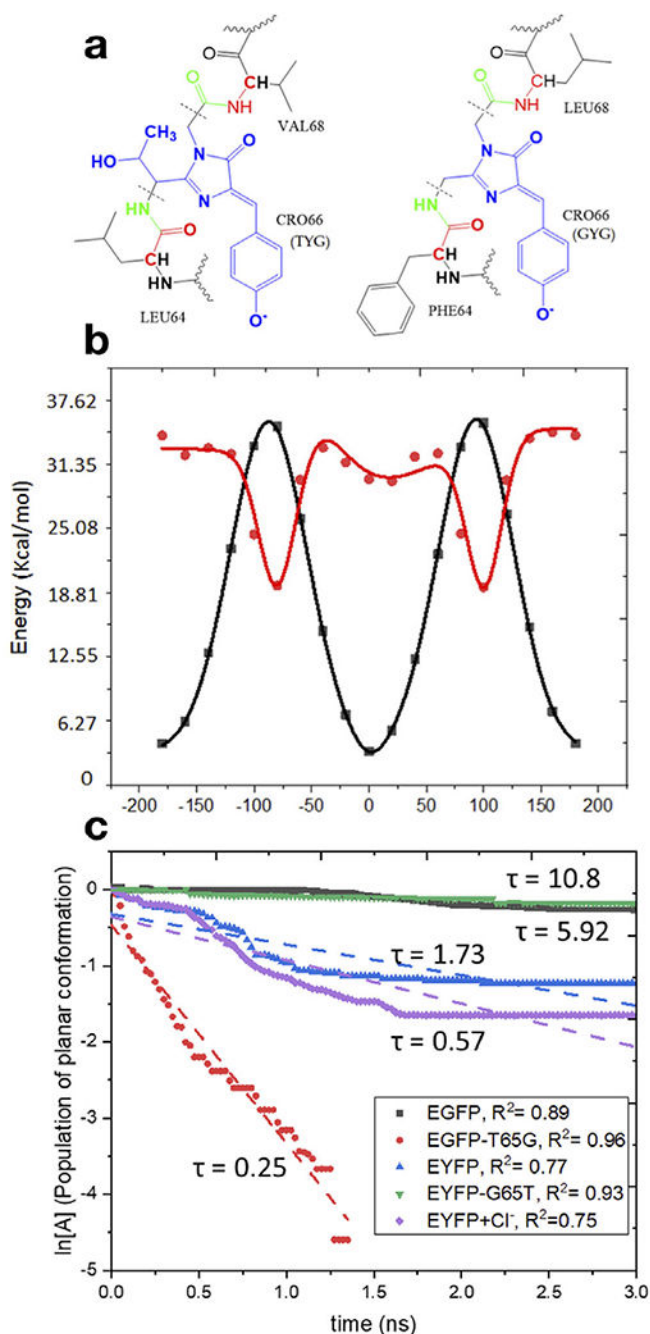 a
O
H
C
NH
VAL68
CH3
HO
N
O
N
HN
O
CH
HN
LEU64
CRO66
(TYG)
O-
O
H
C
NH
LEU68
O
N
O
N
HN
O
CH
HN
PHE64
CRO66
(GYG)
O-
b
Energy (Kcal/mol)
37.62
31.35
25.08
18.81
12.55
6.27
0
-200 -150 -100 -50 0 50 100 150 200
c
ln[A] (Population of planar conformation)
0
-1
-2
-3
-4
-5
τ = 10.8
τ = 5.92
τ = 1.73
τ = 0.57
τ = 0.25
EGFP, R2= 0.89
EGFP-T65G, R2= 0.96
EYFP, R2= 0.77
EYFP-G65T, R2= 0.93
EYFP+Cl-, R2=0.75
0.0 0.5 1.0 1.5 2.0 2.5 3.0
time (ns)